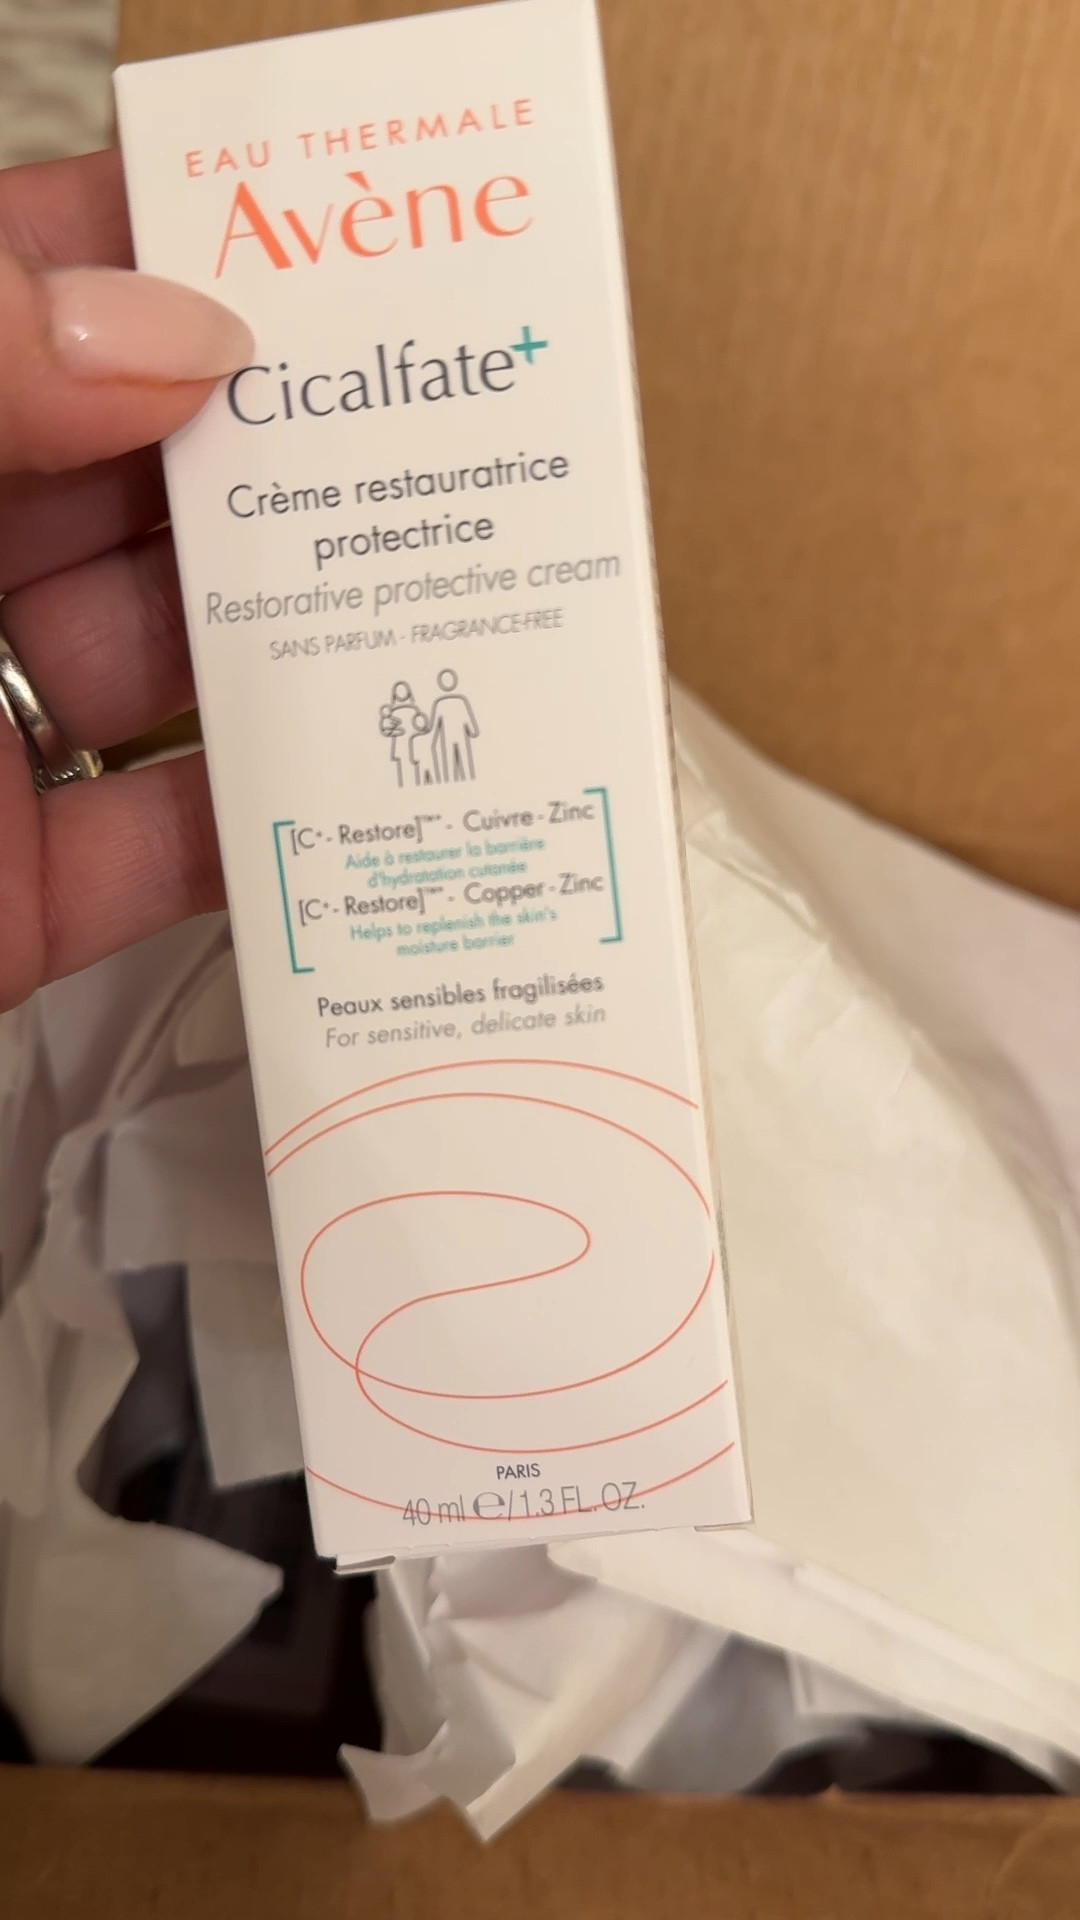 EAU THERMALE
Avène
Cicalfate+
Crème restauratrice
protectrice
Restorative protective cream
SANS PARFUM - FRAGRANCE-FREE
[C+- Restore]™ - Cuivre - Zinc
Aide à restaurer la barrière
d'hydratation cutanée
[C+- Restore]™ - Copper - Zinc
Helps to replenish the skin's
moisture barrier
Peaux sensibles fragilisées
For sensitive, delicate skin
PARIS
40 ml ℮/1.3 FL. OZ.